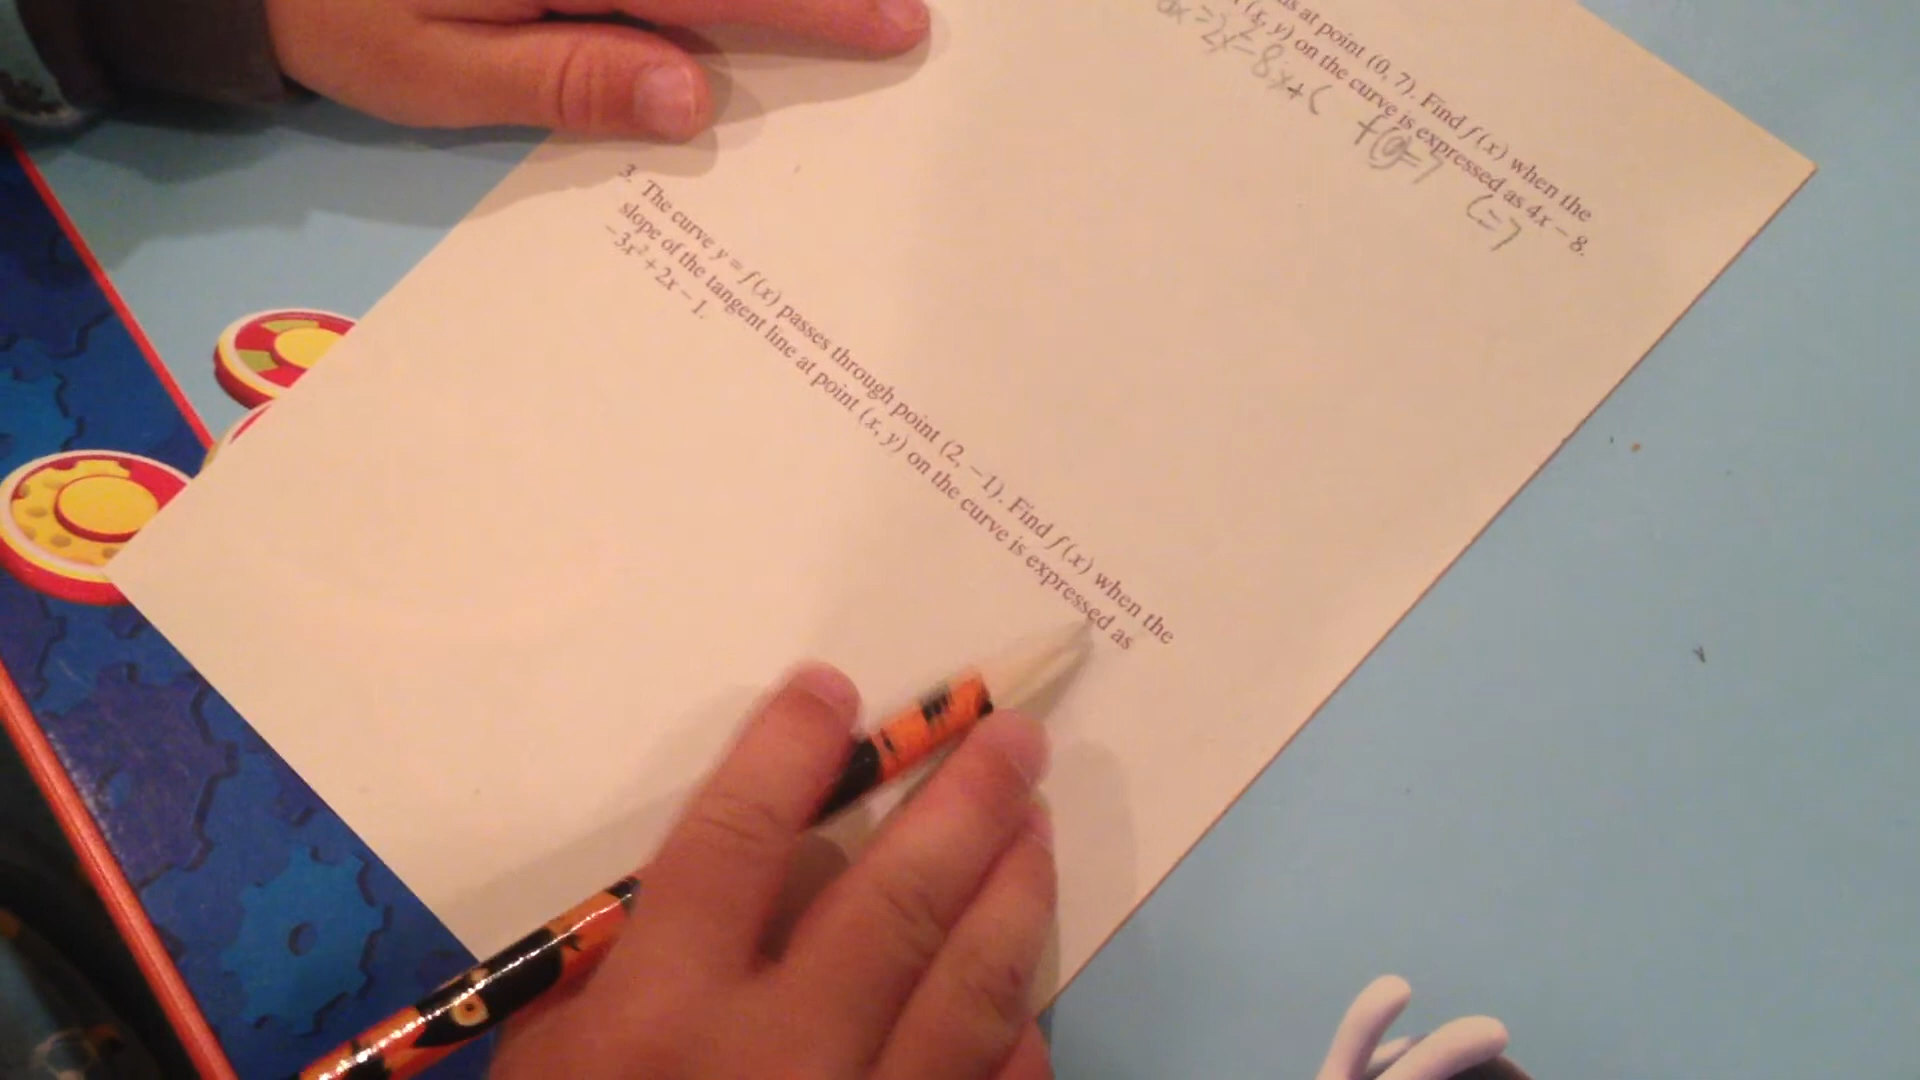 at point (0, 7). Find f(x) when the
(x, y) on the curve is expressed as 4x − 8.
dx = 2x² − 8x + C
f(0)=7
C=7
3. The curve y = f(x) passes through point (2, −1). Find f(x) when the
slope of the tangent line at point (x, y) on the curve is expressed as
−3x² + 2x − 1.